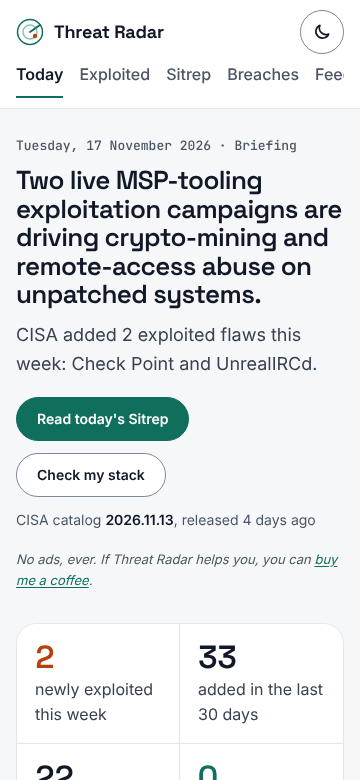 Threat Radar
Today Exploited Sitrep Breaches Fee
Tuesday, 17 November 2026 · Briefing
Two live MSP-tooling
exploitation campaigns are
driving crypto-mining and
remote-access abuse on
unpatched systems.
CISA added 2 exploited flaws this
week: Check Point and UnrealIRCd.
Read today's Sitrep
Check my stack
CISA catalog 2026.11.13, released 4 days ago
No ads, ever. If Threat Radar helps you, you can buy
me a coffee.
2
newly exploited
this week
33
added in the last
30 days
22
0